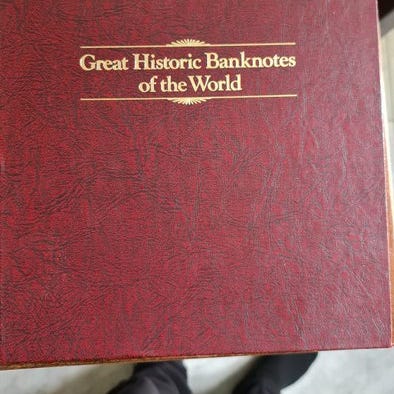 Great Historic Banknotes
of the World